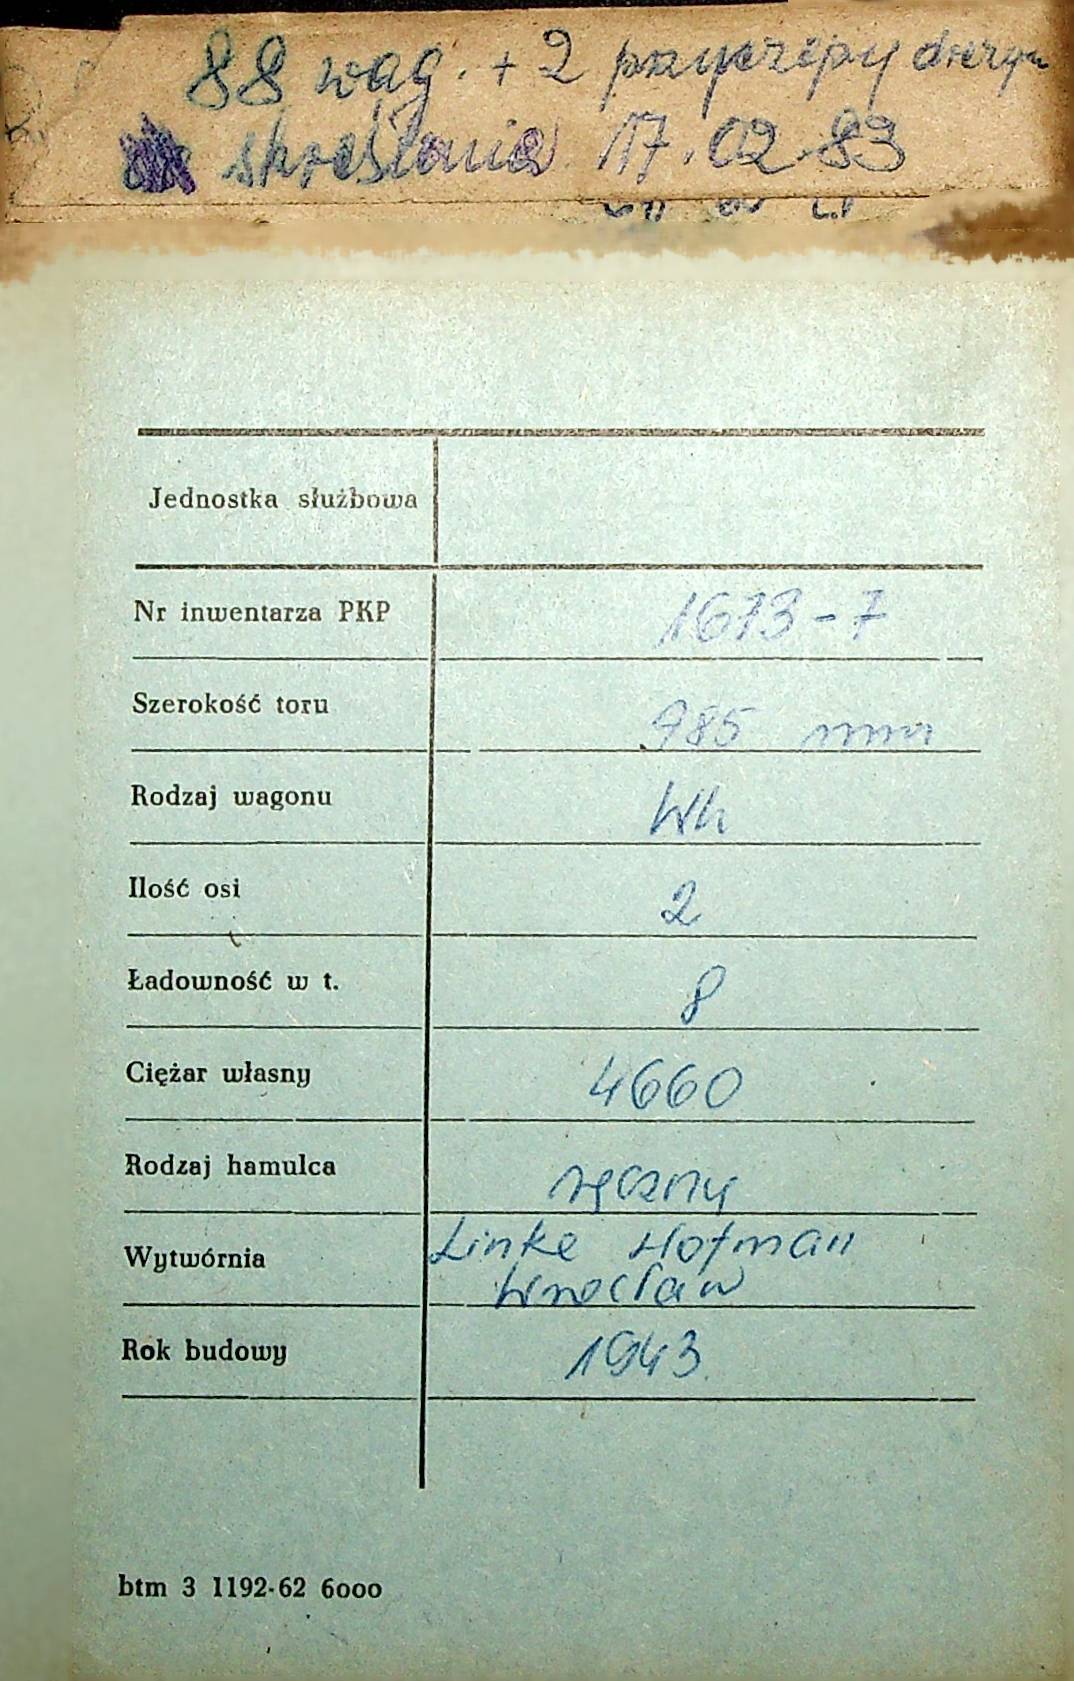 88 wag. + 2 przyczepy drezyn
skreślenie 17.02.83
Jednostka służbowa
Nr inwentarza PKP 1673-7
Szerokość toru 785 mm
Rodzaj wagonu Wh
Ilość osi 2
Ładowność w t. 8
Ciężar własny 4660
Rodzaj hamulca ręczny
Wytwórnia Linke Hofman
Wrocław
Rok budowy 1943
btm 3 1192-62 6000